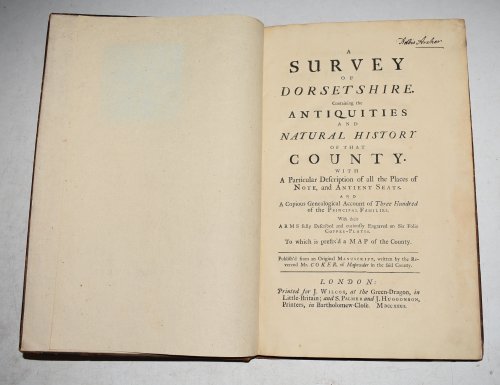 A
SURVEY
OF
DORSETSHIRE.
Containing the
ANTIQUITIES
AND
NATURAL HISTORY
OF THAT
COUNTY.
WITH
A Particular Description of all the Places of
NOTE, and ANTIENT SEATS.
AND
A Copious Genealogical Account of Three Hundred
of the PRINCIPAL FAMILIES.
With their
ARMS fully Described and curiously Engraved on Six Folio
COPPER-PLATES.
To which is prefix'd a MAP of the County.
Publish'd from an Original MANUSCRIPT, written by the Re-
verend Mr. COKER, of Mapowder in the said County.
LONDON:
Printed for J. WILCOX, at the Green-Dragon, in
Little-Britain; and S. PALMER and J. HUGGONSON,
Printers, in Bartholomew-Close. MDCCXXXII.